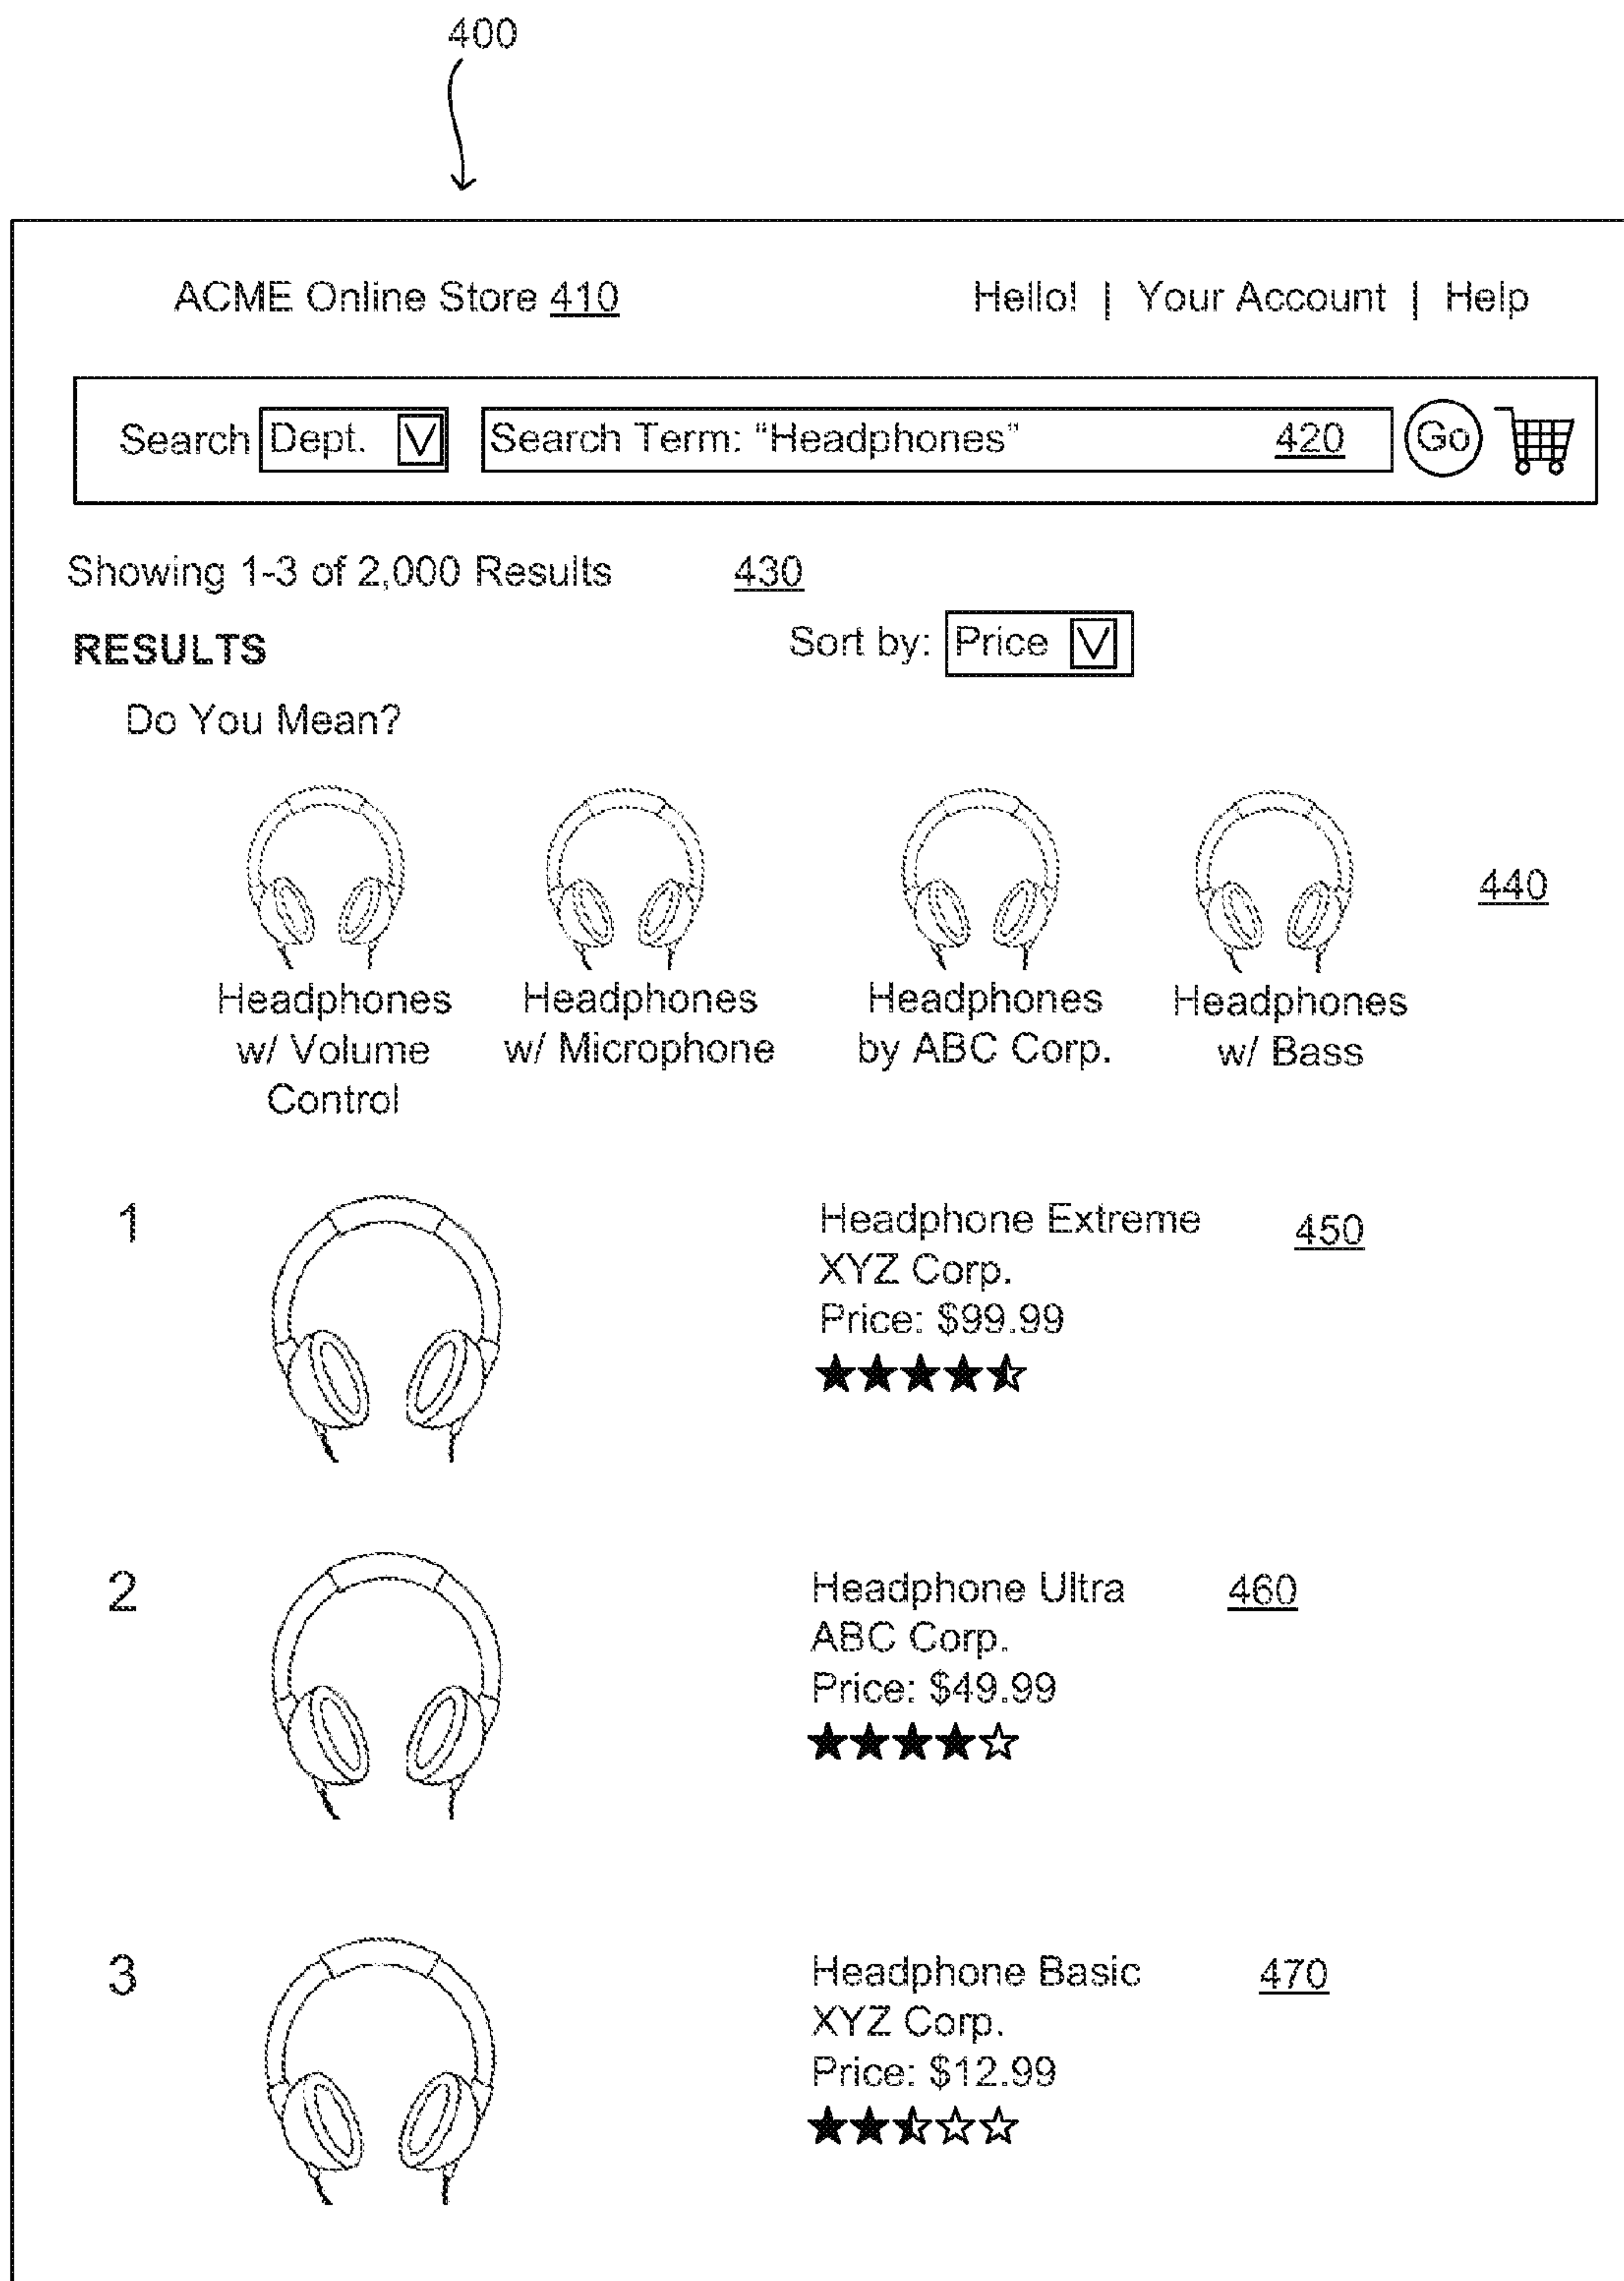 400
ACME Online Store 410
Hello! | Your Account | Help
Search Dept. V Search Term: “Headphones” 420 Go
Showing 1-3 of 2,000 Results 430
RESULTS
Sort by: Price V
Do You Mean?
440
Headphones
w/ Volume
Control
Headphones
w/ Microphone
Headphones
by ABC Corp.
Headphones
w/ Bass
1
Headphone Extreme 450
XYZ Corp.
Price: $99.99
2
Headphone Ultra 460
ABC Corp.
Price: $49.99
3
Headphone Basic 470
XYZ Corp.
Price: $12.99